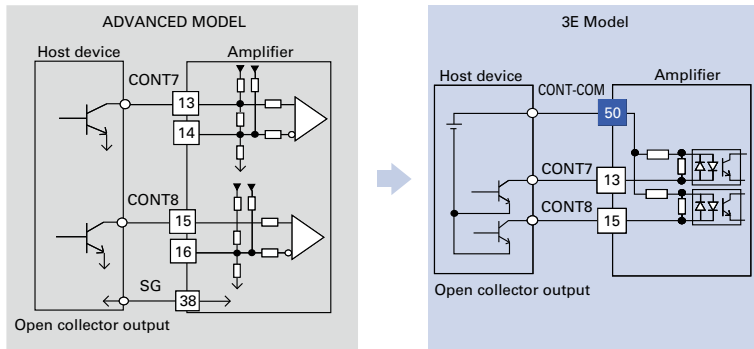 ADVANCED MODEL
Host device
Amplifier
CONT7
13
14
CONT8
15
16
SG
38
Open collector output
3E Model
Host device
Amplifier
CONT-COM
50
CONT7
13
CONT8
15
Open collector output